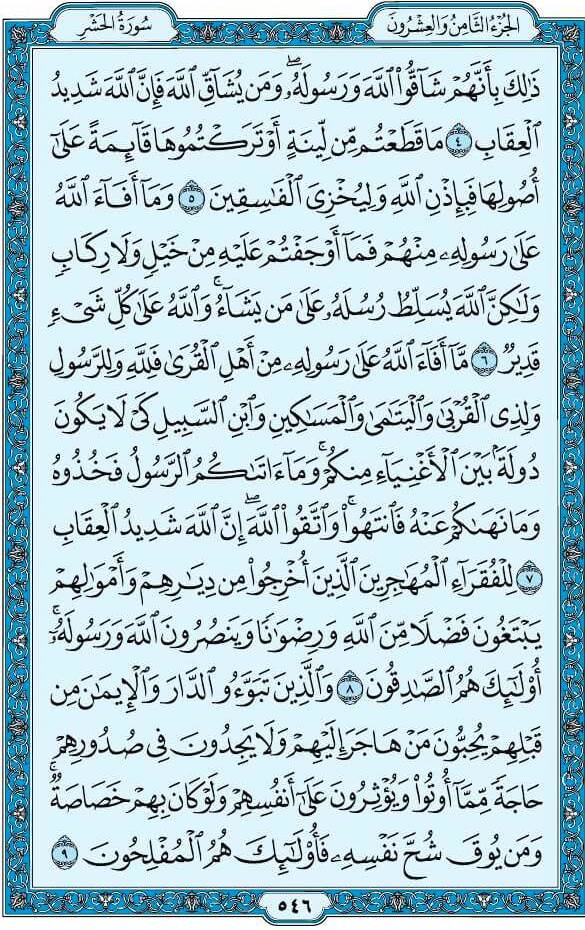 الجُزْءُ الثَّامِنُ وَالعِشْرُونَ
سُورَةُ الحَشْرِ
ذَٰلِكَ بِأَنَّهُمْ شَآقُّوا۟ ٱللَّهَ وَرَسُولَهُۥ ۖ وَمَن يُشَآقِّ ٱللَّهَ فَإِنَّ ٱللَّهَ شَدِيدُ
ٱلْعِقَابِ ٤ مَا قَطَعْتُم مِّن لِّينَةٍ أَوْ تَرَكْتُمُوهَا قَآئِمَةً عَلَىٰٓ
أُصُولِهَا فَبِإِذْنِ ٱللَّهِ وَلِيُخْزِىَ ٱلْفَٰسِقِينَ ٥ وَمَآ أَفَآءَ ٱللَّهُ
عَلَىٰ رَسُولِهِۦ مِنْهُمْ فَمَآ أَوْجَفْتُمْ عَلَيْهِ مِنْ خَيْلٍ وَلَا رِكَابٍ
وَلَٰكِنَّ ٱللَّهَ يُسَلِّطُ رُسُلَهُۥ عَلَىٰ مَن يَشَآءُ ۚ وَٱللَّهُ عَلَىٰ كُلِّ شَىْءٍ
قَدِيرٌ ٦ مَّآ أَفَآءَ ٱللَّهُ عَلَىٰ رَسُولِهِۦ مِنْ أَهْلِ ٱلْقُرَىٰ فَلِلَّهِ وَلِلرَّسُولِ
وَلِذِى ٱلْقُرْبَىٰ وَٱلْيَتَٰمَىٰ وَٱلْمَسَٰكِينِ وَٱبْنِ ٱلسَّبِيلِ كَىْ لَا يَكُونَ
دُولَةًۢ بَيْنَ ٱلْأَغْنِيَآءِ مِنكُمْ ۚ وَمَآ ءَاتَىٰكُمُ ٱلرَّسُولُ فَخُذُوهُ
وَمَا نَهَىٰكُمْ عَنْهُ فَٱنتَهُوا۟ ۚ وَٱتَّقُوا۟ ٱللَّهَ ۖ إِنَّ ٱللَّهَ شَدِيدُ ٱلْعِقَابِ
٧ لِلْفُقَرَآءِ ٱلْمُهَٰجِرِينَ ٱلَّذِينَ أُخْرِجُوا۟ مِن دِيَٰرِهِمْ وَأَمْوَٰلِهِمْ
يَبْتَغُونَ فَضْلًا مِّنَ ٱللَّهِ وَرِضْوَٰنًا وَيَنصُرُونَ ٱللَّهَ وَرَسُولَهُۥٓ ۚ
أُو۟لَٰٓئِكَ هُمُ ٱلصَّٰدِقُونَ ٨ وَٱلَّذِينَ تَبَوَّءُو ٱلدَّارَ وَٱلْإِيمَٰنَ مِن
قَبْلِهِمْ يُحِبُّونَ مَنْ هَاجَرَ إِلَيْهِمْ وَلَا يَجِدُونَ فِى صُدُورِهِمْ
حَاجَةً مِّمَّآ أُوتُوا۟ وَيُؤْثِرُونَ عَلَىٰٓ أَنفُسِهِمْ وَلَوْ كَانَ بِهِمْ خَصَاصَةٌ ۚ
وَمَن يُوقَ شُحَّ نَفْسِهِۦ فَأُو۟لَٰٓئِكَ هُمُ ٱلْمُفْلِحُونَ ٩
٥٤٦